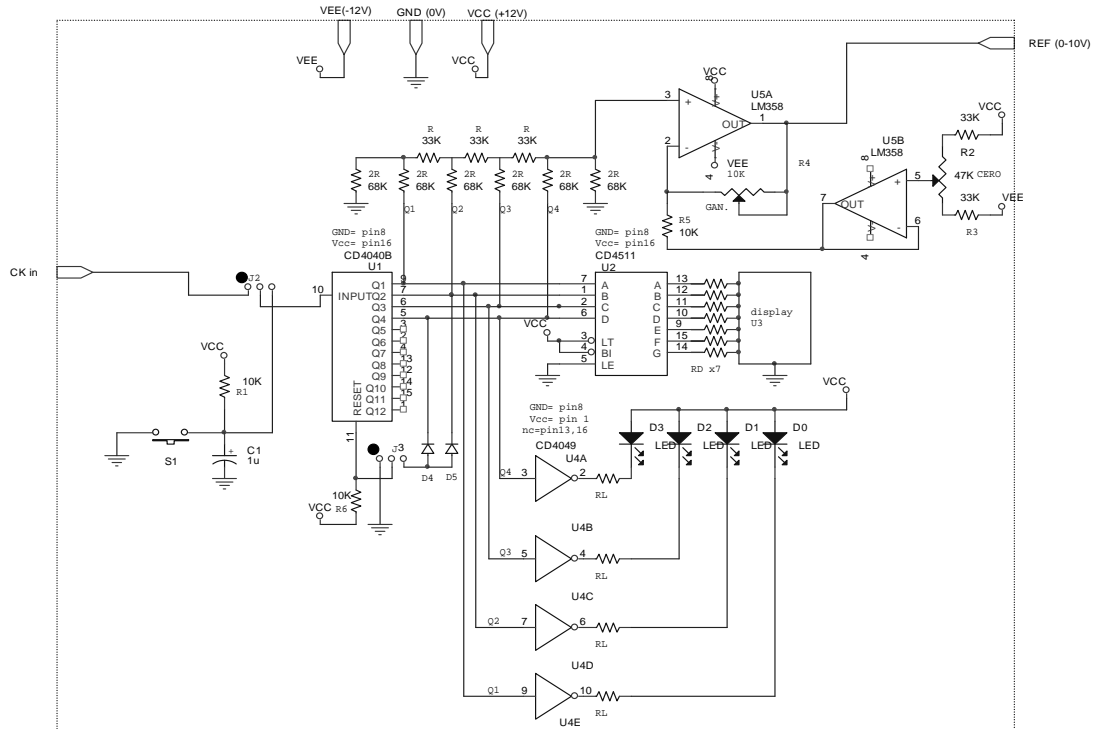 VEE(-12V)
GND (0V)
VCC (+12V)
VEE
VCC
REF (0-10V)
R
33K
R
33K
R
33K
2R
68K
2R
68K
2R
68K
2R
68K
2R
68K
2R
68K
Q1
Q2
Q3
Q4
VCC
8
V+
3
+
U5A
LM358
OUT
1
2
-
V-
4
VEE
10K
R4
GAN.
R5
10K
U5B
LM358
8
V+
+
5
7
OUT
6
-
V-
4
33K
VCC
R2
47K
CERO
33K
VEE
R3
CK in
J2
GND= pin8
Vcc= pin16
CD4040B
U1
10
INPUT
Q1
9
Q2
7
Q3
6
Q4
5
Q5
3
Q6
2
Q7
4
Q8
13
Q9
12
Q10
14
Q11
15
Q12
1
RESET
11
GND= pin8
Vcc= pin16
CD4511
U2
7
A
1
B
2
C
6
D
3
LT
4
BI
5
LE
VCC
A
13
B
12
C
11
D
10
E
9
F
15
G
14
RD x7
display
U3
VCC
10K
R1
S1
+
C1
1u
J3
D4
D5
10K
R6
VCC
GND= pin8
Vcc= pin 1
nc=pin13,16
CD4049
U4A
Q4
3
2
RL
VCC
D3
LED
D2
LED
D1
LED
D0
LED
U4B
Q3
5
4
RL
U4C
Q2
7
6
RL
U4D
Q1
9
10
RL
U4E